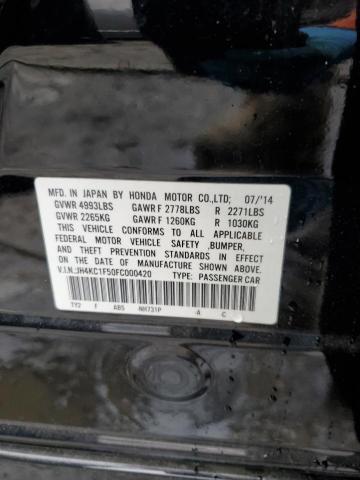 MFD. IN JAPAN BY HONDA MOTOR CO.,LTD; 07/'14
GVWR 4993LBS GAWR F 2778LBS R 2271LBS
GVWR 2265KG GAWR F 1260KG R 1030KG
THIS VEHICLE CONFORMS TO ALL APPLICABLE
FEDERAL MOTOR VEHICLE SAFETY ,BUMPER,
AND THEFT PREVENTION STANDARDS IN EFFECT
ON THE DATE OF MANUFACTURE SHOWN ABOVE.
V.I.N.:JH4KC1F50FC000420 TYPE: PASSENGER CAR
TY2 F AB5 NH731P -A C